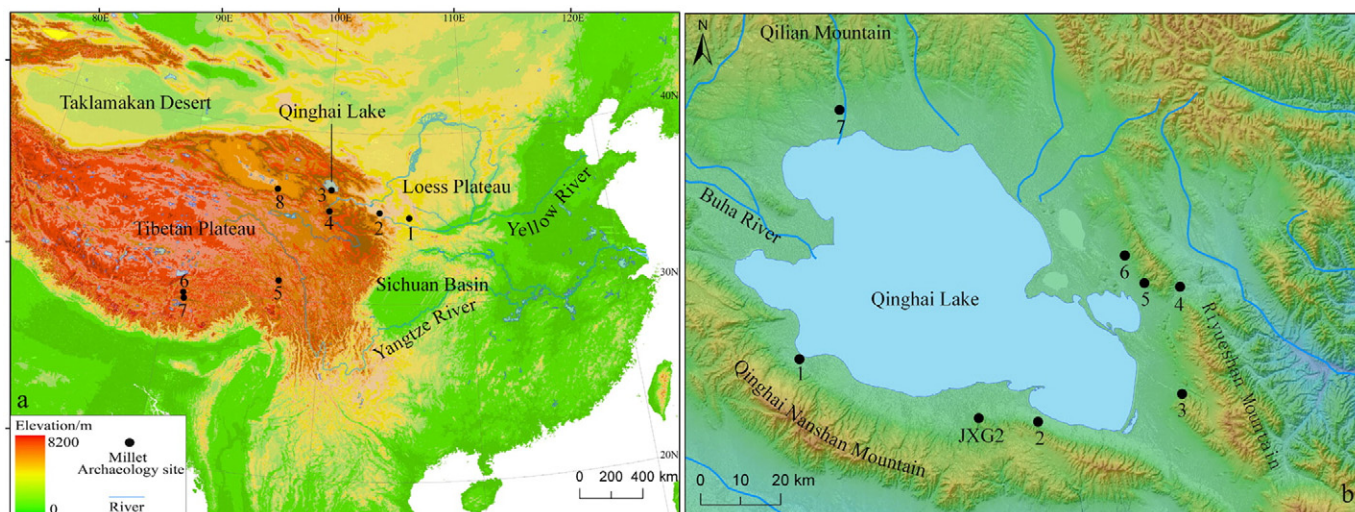 80E
90E
100E
110E
120E
Taklamakan Desert
Qinghai Lake
40N
3
8
4
Loess Plateau
2
1
Yellow River
Tibetan Plateau
6
7
5
Sichuan Basin
30N
Yangtze River
a
Elevation/m
8200
0
Millet
Archaeology site
River
20N
0 200 400 km
N
Qilian Mountain
7
Buha River
Qinghai Lake
6
5
4
1
Qinghai Nanshan Mountain
JXG2
2
3
Riyueshan Mountain
0 10 20 km
b